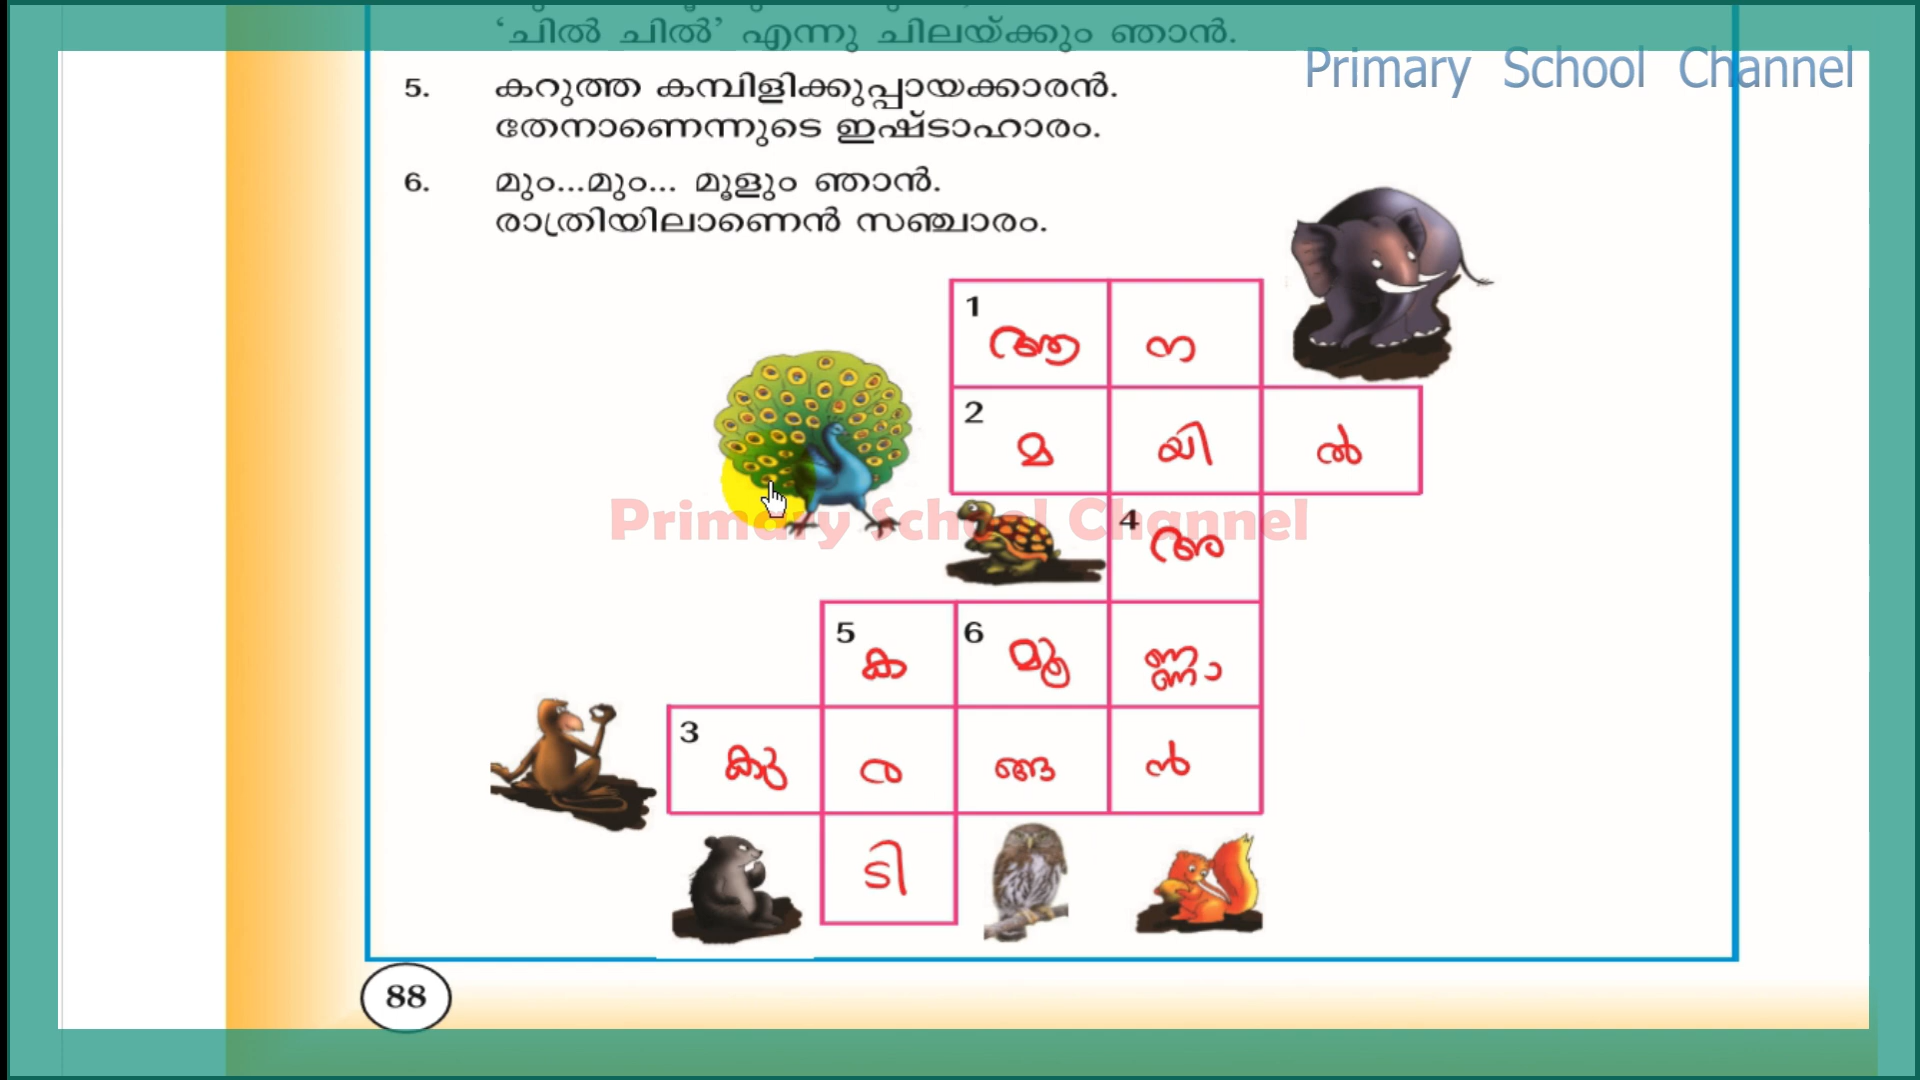 ‘ചിൽ ചിൽ’ എന്നു ചിലയ്ക്കും ഞാൻ.
Primary School Channel
5. കറുത്ത കമ്പിളിക്കുപ്പായക്കാരൻ.
തേനാണെന്നുടെ ഇഷ്ടാഹാരം.
6. മും...മും... മൂളും ഞാൻ.
രാത്രിയിലാണെൻ സഞ്ചാരം.
1 ആ ന
2 മ യി ൽ
Primary School Channel
4 അ
5 ക 6 മൂ ണ്ണാ
3 കു ര ങ്ങ ൻ
ടി
88